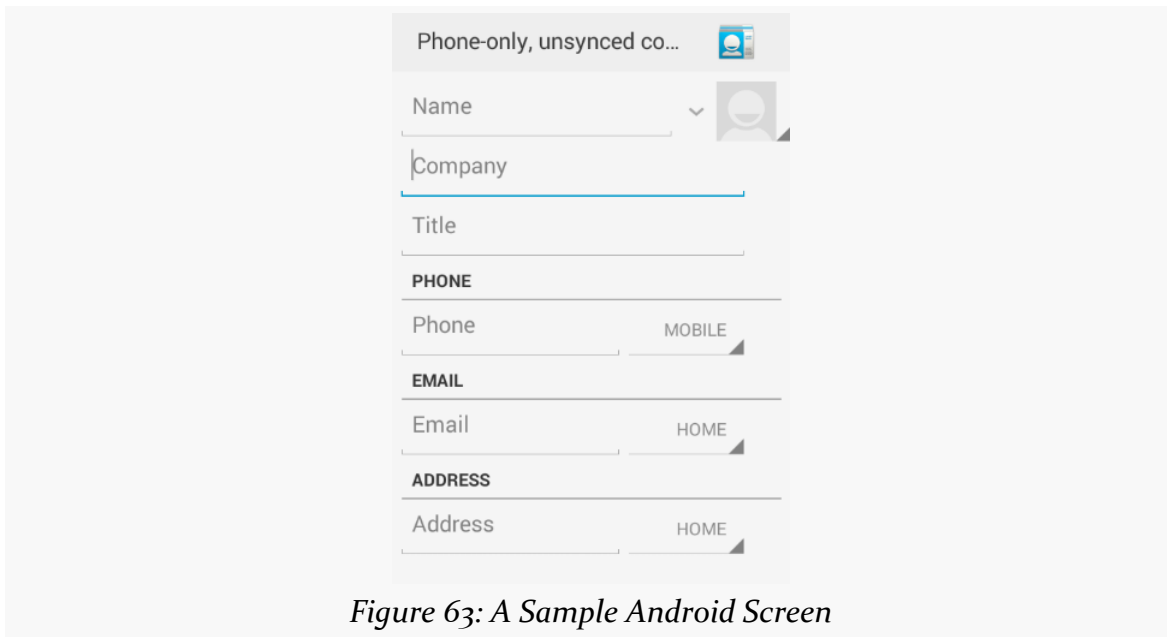 Phone-only, unsynced co...
Name
Company
Title
PHONE
Phone MOBILE
EMAIL
Email HOME
ADDRESS
Address HOME
Figure 63: A Sample Android Screen